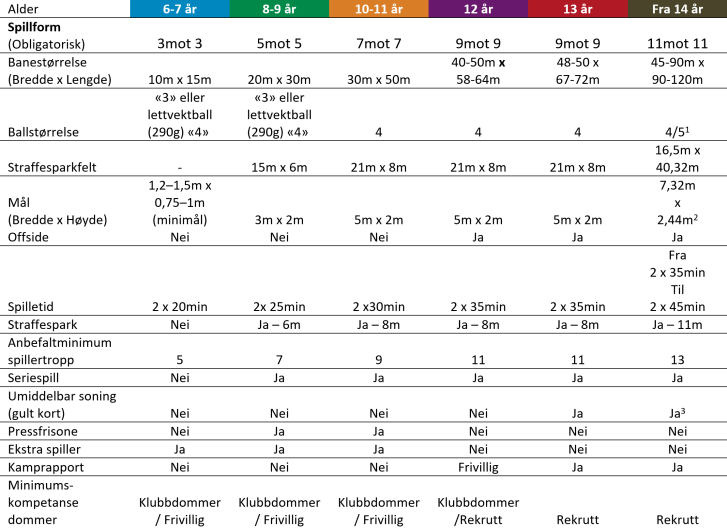 Alder 6-7 år 8-9 år 10-11 år 12 år 13 år Fra 14 år
Spillform
(Obligatorisk) 3mot 3 5mot 5 7mot 7 9mot 9 9mot 9 11mot 11
Banestørrelse 40-50m x 48-50 x 45-90m x
(Bredde x Lengde) 10m x 15m 20m x 30m 30m x 50m 58-64m 67-72m 90-120m
«3» eller «3» eller
lettvektball lettvektball
Ballstørrelse (290g) «4» (290g) «4» 4 4 4 4/5¹
16,5m x
Straffesparkfelt - 15m x 6m 21m x 8m 21m x 8m 21m x 8m 40,32m
1,2–1,5m x 7,32m
Mål 0,75–1m x
(Bredde x Høyde) (minimål) 3m x 2m 5m x 2m 5m x 2m 5m x 2m 2,44m²
Offside Nei Nei Nei Ja Ja Ja
Fra
2 x 35min
Til
Spilletid 2 x 20min 2x 25min 2 x30min 2 x 35min 2 x 35min 2 x 45min
Straffespark Nei Ja – 6m Ja – 8m Ja – 8m Ja – 8m Ja – 11m
Anbefaltminimum
spillertropp 5 7 9 11 11 13
Seriespill Nei Ja Ja Ja Ja Ja
Umiddelbar soning
(gult kort) Nei Nei Nei Nei Ja Ja³
Pressfrisone Nei Ja Ja Nei Nei Nei
Ekstra spiller Ja Ja Ja Nei Nei Nei
Kamprapport Nei Nei Nei Frivillig Ja Ja
Minimums-
kompetanse Klubbdommer Klubbdommer Klubbdommer Klubbdommer
dommer / Frivillig / Frivillig / Frivillig /Rekrutt Rekrutt Rekrutt